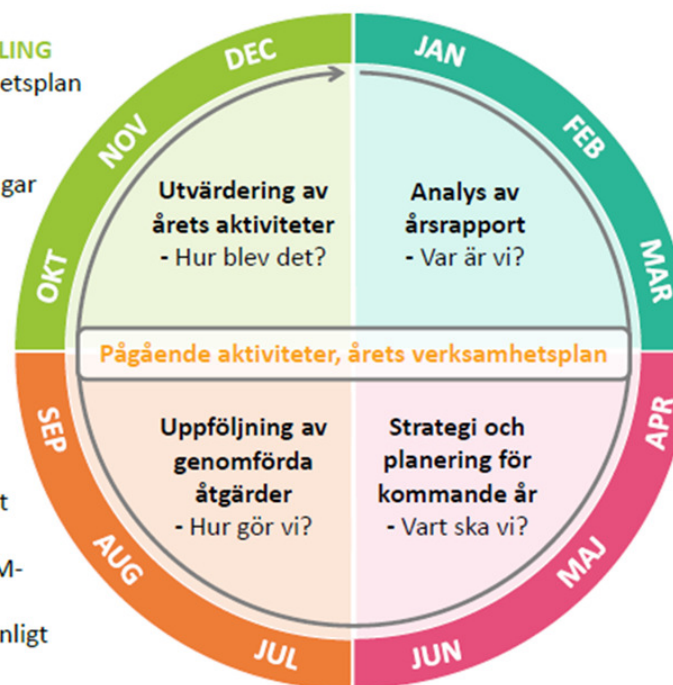 LING
etsplan
gar
t
M-
nligt
DEC
JAN
NOV
FEB
OKT
MAR
Utvärdering av
årets aktiviteter
- Hur blev det?
Analys av
årsrapport
- Var är vi?
Pågående aktiviteter, årets verksamhetsplan
SEP
APR
Uppföljning av
genomförda
åtgärder
- Hur gör vi?
Strategi och
planering för
kommande år
- Vart ska vi?
AUG
MAJ
JUL
JUN